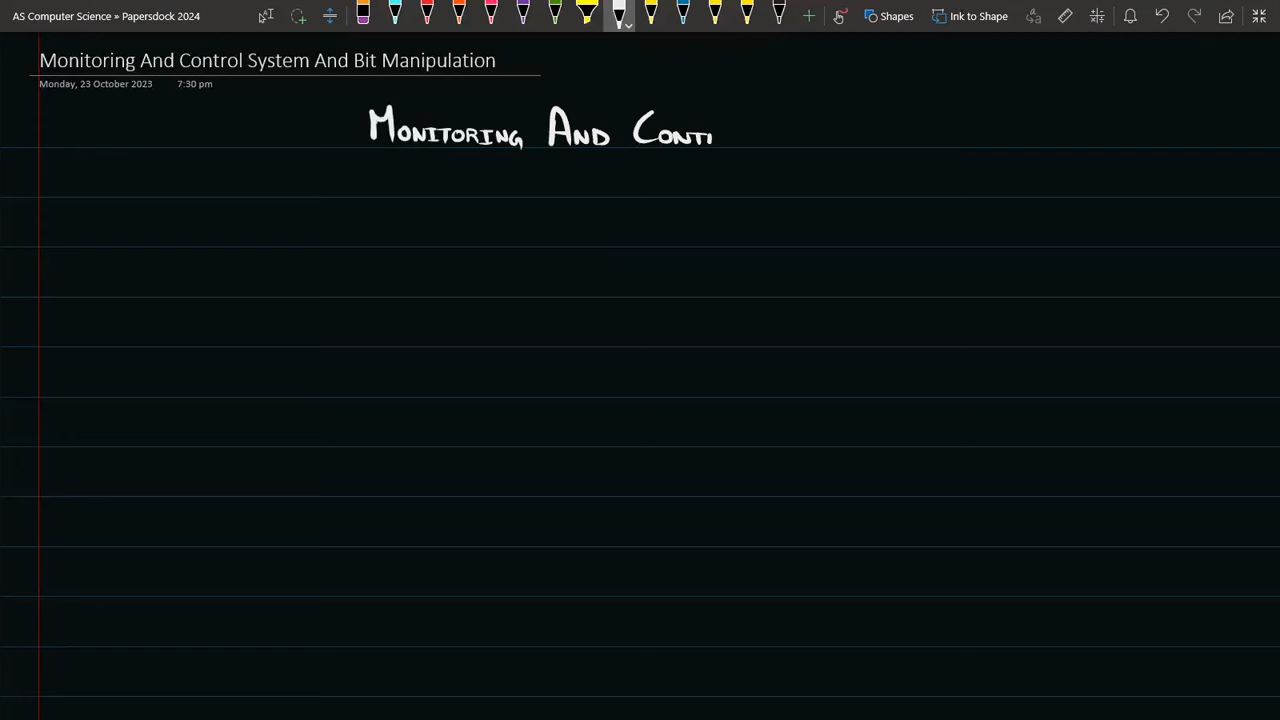 AS Computer Science » Papersdock 2024
Shapes
Ink to Shape
Monitoring And Control System And Bit Manipulation
Monday, 23 October 2023 7:30 pm
MONITORING AND CONT